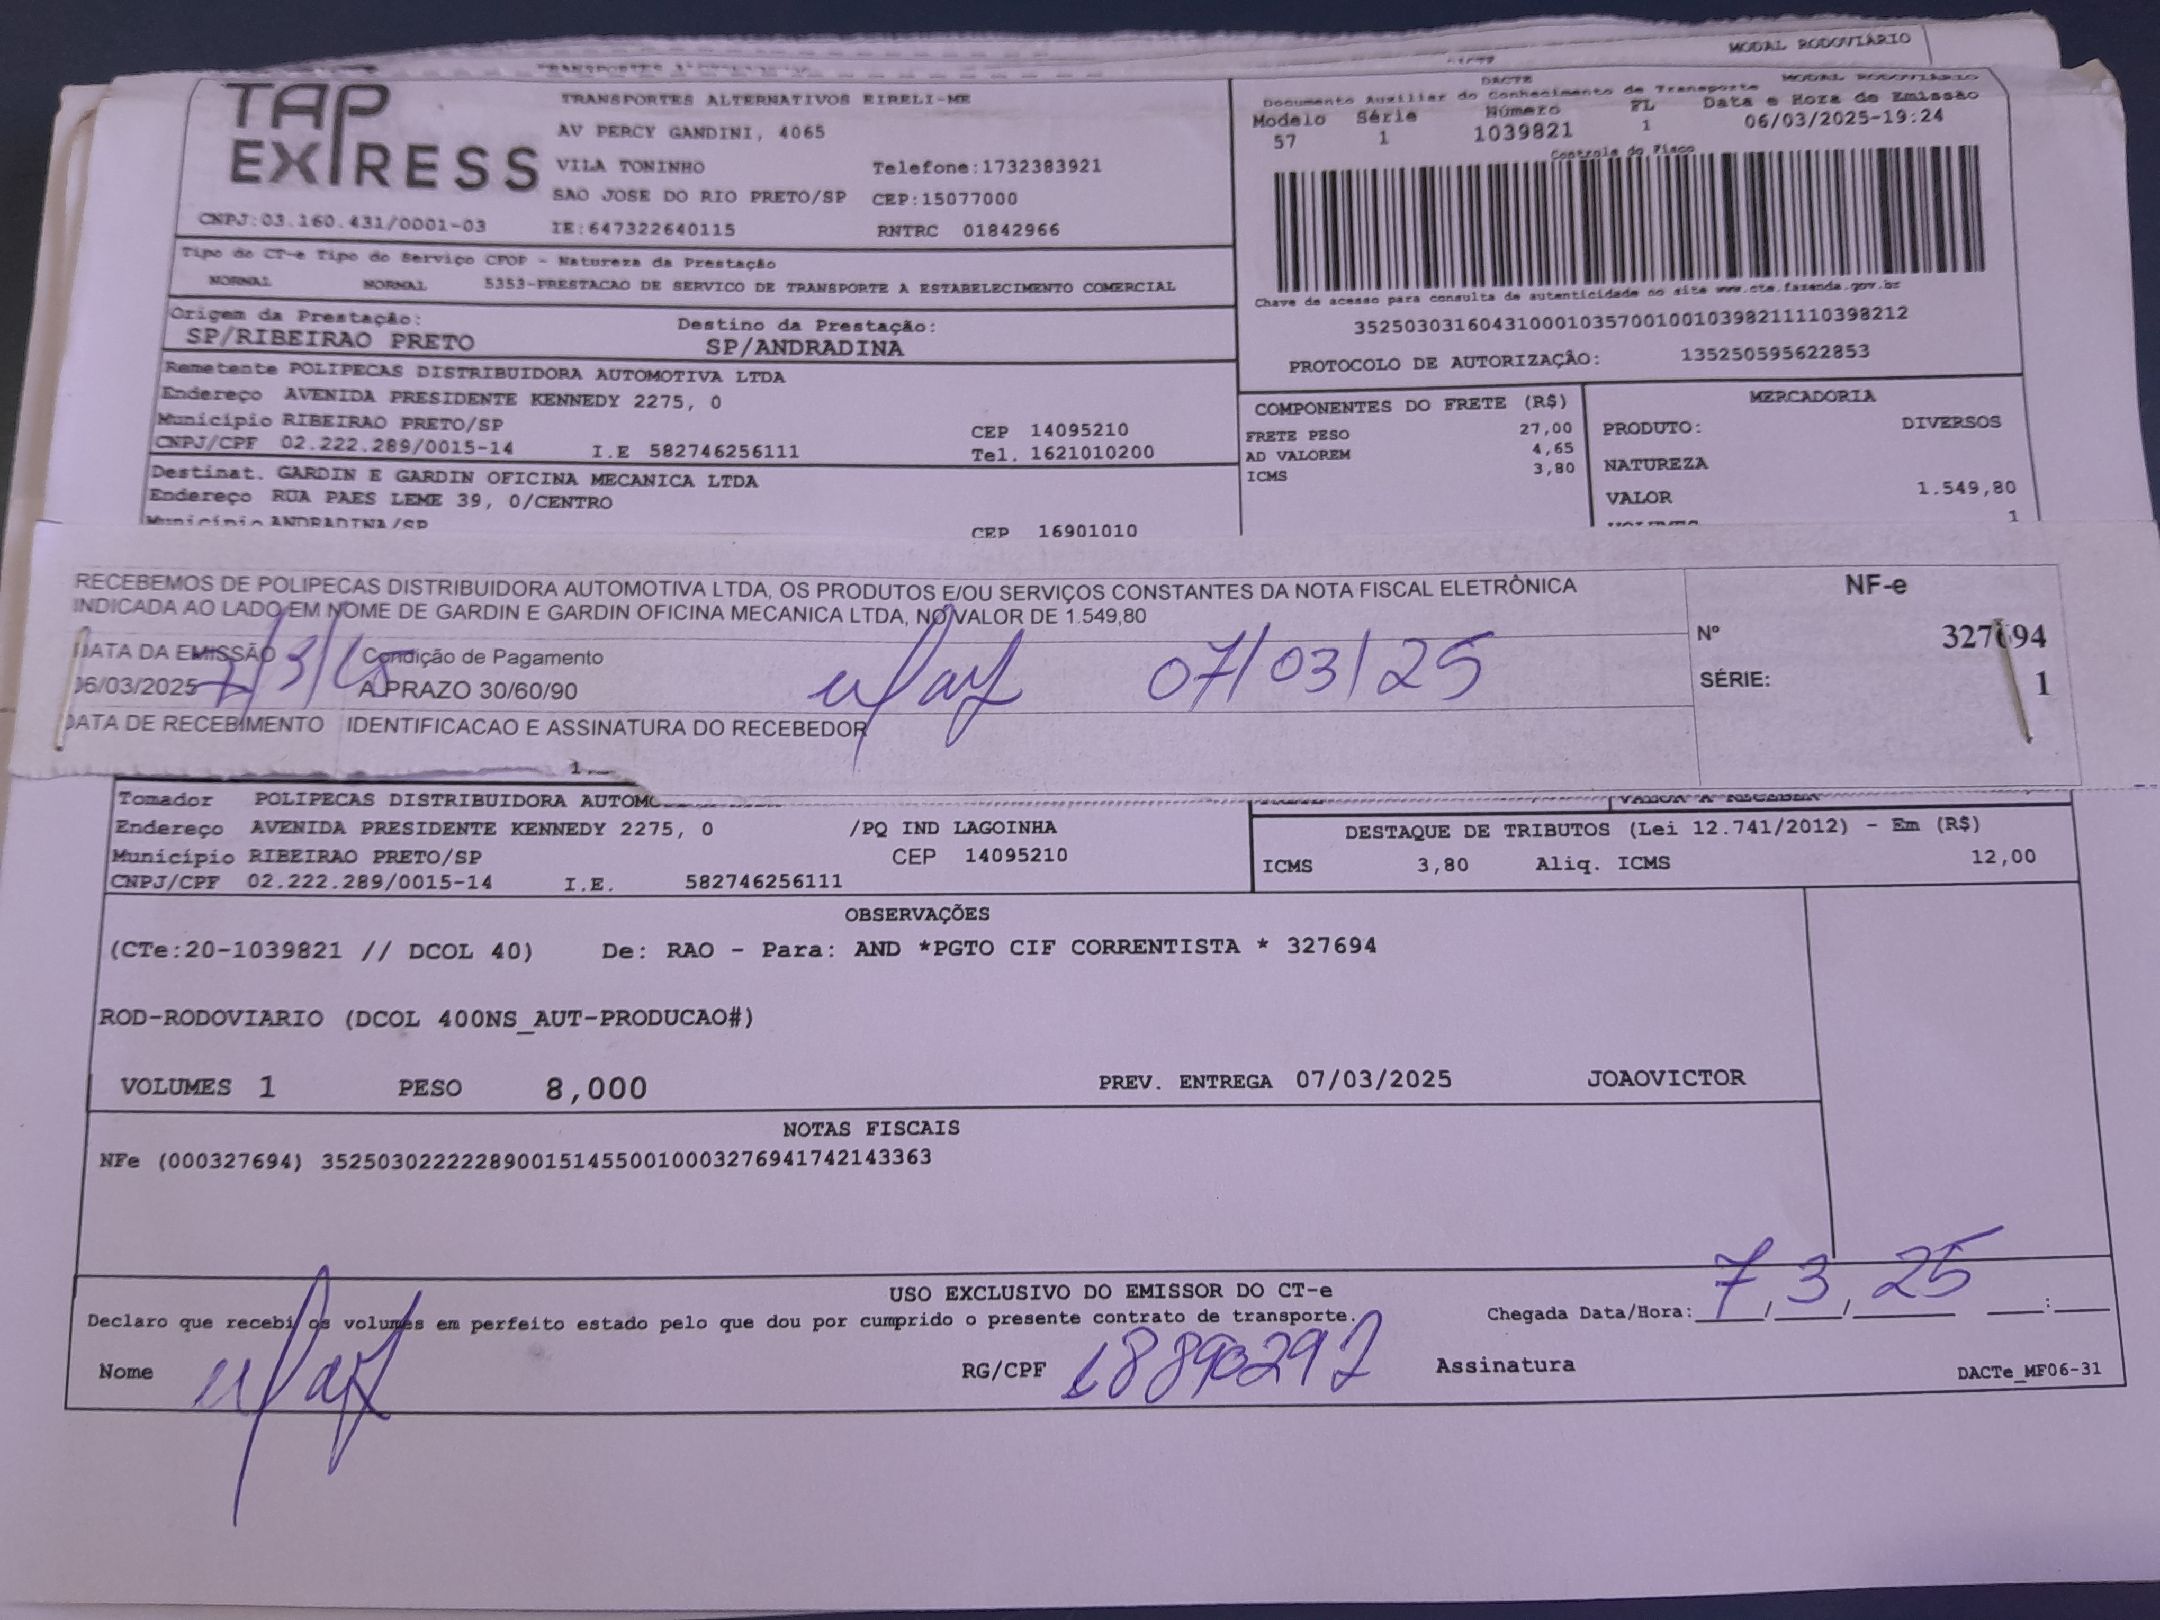 MODAL RODOVIÁRIO
TAP EXPRESS
TRANSPORTES ALTERNATIVOS EIRELI-ME
AV PERCY GANDINI, 4065
VILA TONINHO Telefone:1732383921
SAO JOSE DO RIO PRETO/SP CEP:15077000
CNPJ:03.160.431/0001-03 IE:647322640115 RNTRC 01842966
DACTE MODAL RODOVIÁRIO
Documento Auxiliar do Conhecimento de Transporte
Modelo Série Número FL Data e Hora de Emissão
57 1 1039821 1 06/03/2025-19:24
Controle do Fisco
Chave de acesso para consulta de autenticidade no site www.cte.fazenda.gov.br
35250303160431000103570010010398211110398212
PROTOCOLO DE AUTORIZAÇÃO: 135250595622853
Tipo do CT-e Tipo do Serviço CFOP - Natureza da Prestação
NORMAL NORMAL 5353-PRESTACAO DE SERVICO DE TRANSPORTE A ESTABELECIMENTO COMERCIAL
Origem da Prestação: Destino da Prestação:
SP/RIBEIRAO PRETO SP/ANDRADINA
Remetente POLIPECAS DISTRIBUIDORA AUTOMOTIVA LTDA
Endereço AVENIDA PRESIDENTE KENNEDY 2275, 0
Município RIBEIRAO PRETO/SP CEP 14095210
CNPJ/CPF 02.222.289/0015-14 I.E 582746256111 Tel. 1621010200
Destinat. GARDIN E GARDIN OFICINA MECANICA LTDA
Endereço RUA PAES LEME 39, 0/CENTRO
Município ANDRADINA/SP CEP 16901010
COMPONENTES DO FRETE (R$)
FRETE PESO 27,00
AD VALOREM 4,65
ICMS 3,80
MERCADORIA
PRODUTO: DIVERSOS
NATUREZA
VALOR 1.549,80
VOLUMES 1
RECEBEMOS DE POLIPECAS DISTRIBUIDORA AUTOMOTIVA LTDA, OS PRODUTOS E/OU SERVIÇOS CONSTANTES DA NOTA FISCAL ELETRÔNICA
INDICADA AO LADO EM NOME DE GARDIN E GARDIN OFICINA MECANICA LTDA, NO VALOR DE 1.549,80
DATA DA EMISSÃO Condição de Pagamento
06/03/2025 A PRAZO 30/60/90
7/3/25
07/03/25
DATA DE RECEBIMENTO IDENTIFICACAO E ASSINATURA DO RECEBEDOR
NF-e
Nº 327694
SÉRIE: 1
Tomador POLIPECAS DISTRIBUIDORA
Endereço AVENIDA PRESIDENTE KENNEDY 2275, 0 /PQ IND LAGOINHA
Município RIBEIRAO PRETO/SP CEP 14095210
CNPJ/CPF 02.222.289/0015-14 I.E. 582746256111
VALOR A RECEBER
DESTAQUE DE TRIBUTOS (Lei 12.741/2012) - Em (R$)
ICMS 3,80 Aliq. ICMS 12,00
OBSERVAÇÕES
(CTe:20-1039821 // DCOL 40) De: RAO - Para: AND *PGTO CIF CORRENTISTA * 327694
ROD-RODOVIARIO (DCOL 400NS_AUT-PRODUCAO#)
VOLUMES 1 PESO 8,000 PREV. ENTREGA 07/03/2025 JOAOVICTOR
NOTAS FISCAIS
NFe (000327694) 35250302222289001514550010003276941742143363
USO EXCLUSIVO DO EMISSOR DO CT-e
Declaro que recebi os volumes em perfeito estado pelo que dou por cumprido o presente contrato de transporte.
Chegada Data/Hora: 7/3/25 __:__
Nome RG/CPF 188902972 Assinatura
DACTe_MF06-31